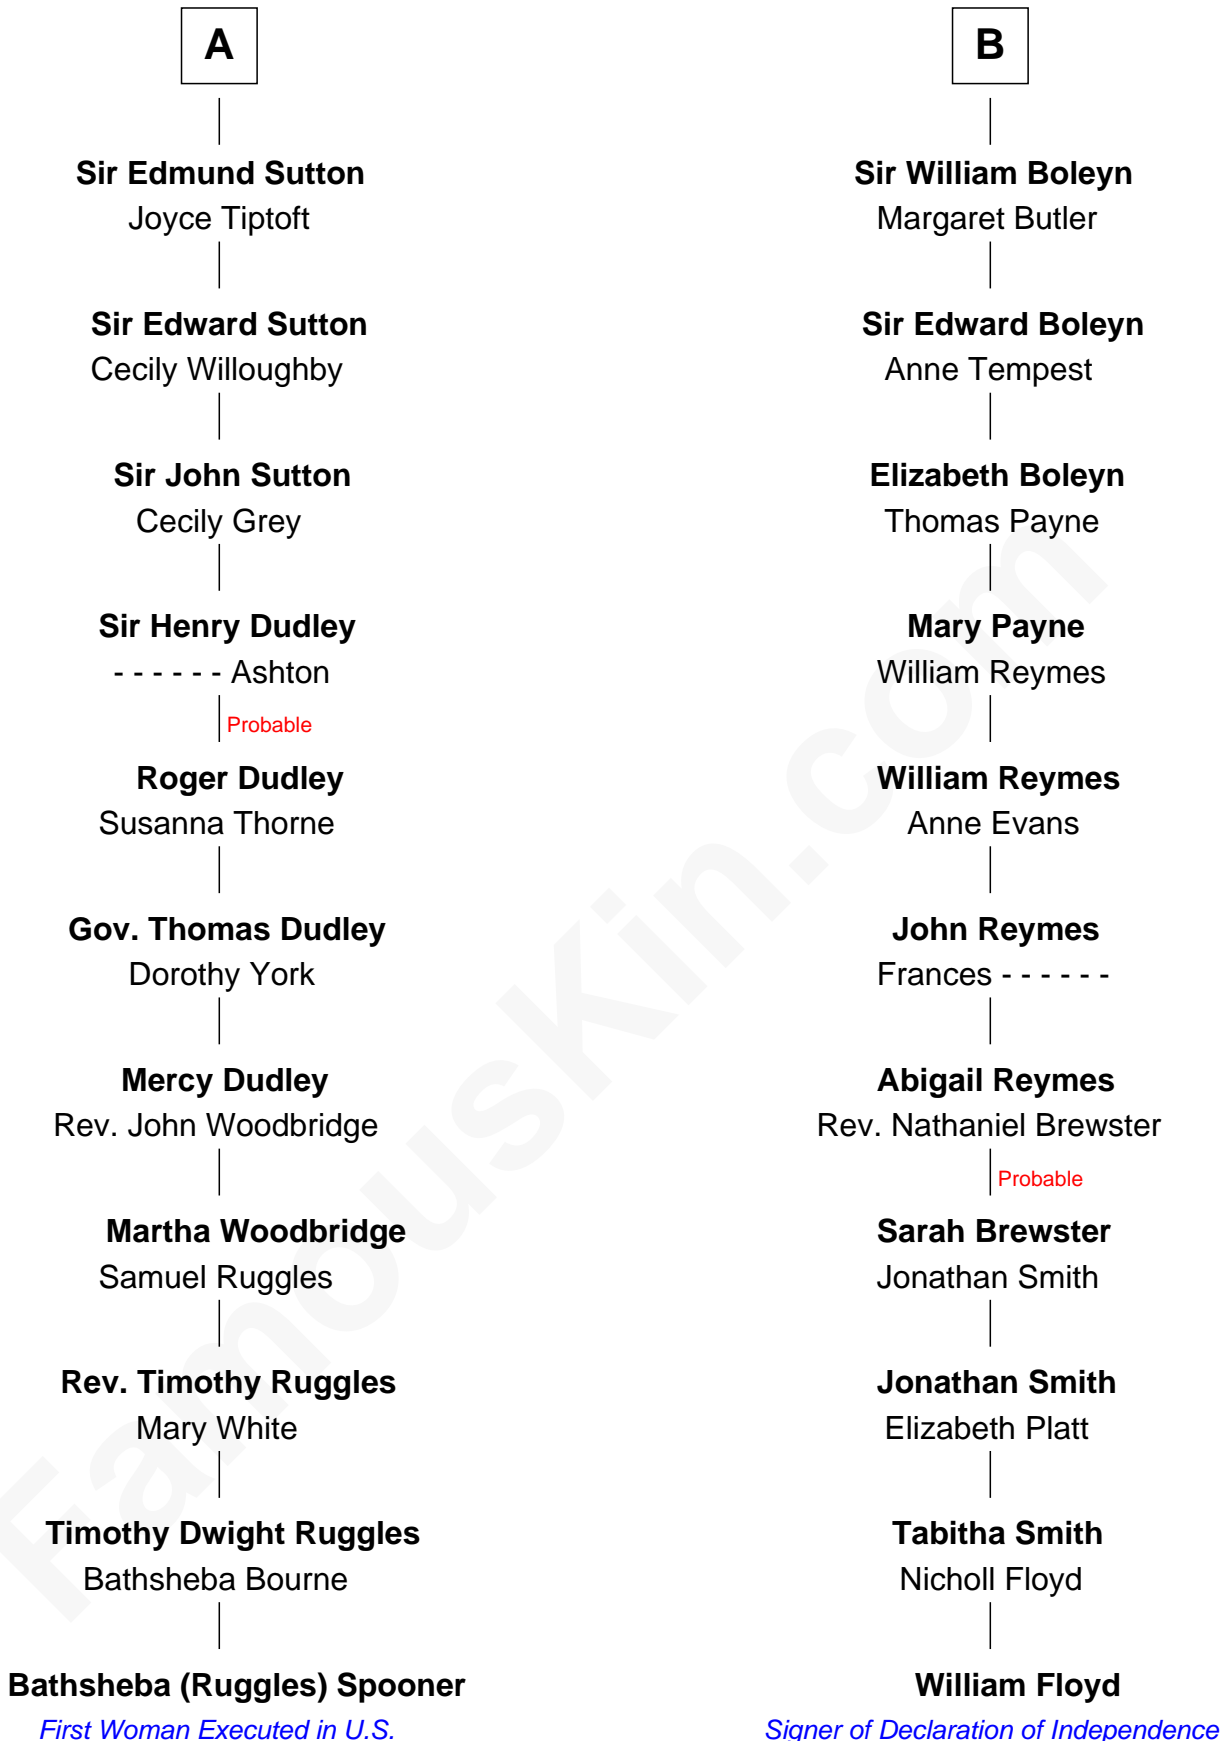 A
Sir Edmund Sutton
Joyce Tiptoft
Sir Edward Sutton
Cecily Willoughby
Sir John Sutton
Cecily Grey
Sir Henry Dudley
- - - - - - Ashton
Probable
Roger Dudley
Susanna Thorne
Gov. Thomas Dudley
Dorothy York
Mercy Dudley
Rev. John Woodbridge
Martha Woodbridge
Samuel Ruggles
Rev. Timothy Ruggles
Mary White
Timothy Dwight Ruggles
Bathsheba Bourne
Bathsheba (Ruggles) Spooner
First Woman Executed in U.S.
B
Sir William Boleyn
Margaret Butler
Sir Edward Boleyn
Anne Tempest
Elizabeth Boleyn
Thomas Payne
Mary Payne
William Reymes
William Reymes
Anne Evans
John Reymes
Frances - - - - - -
Abigail Reymes
Rev. Nathaniel Brewster
Probable
Sarah Brewster
Jonathan Smith
Jonathan Smith
Elizabeth Platt
Tabitha Smith
Nicholl Floyd
William Floyd
Signer of Declaration of Independence
FamousKin.com